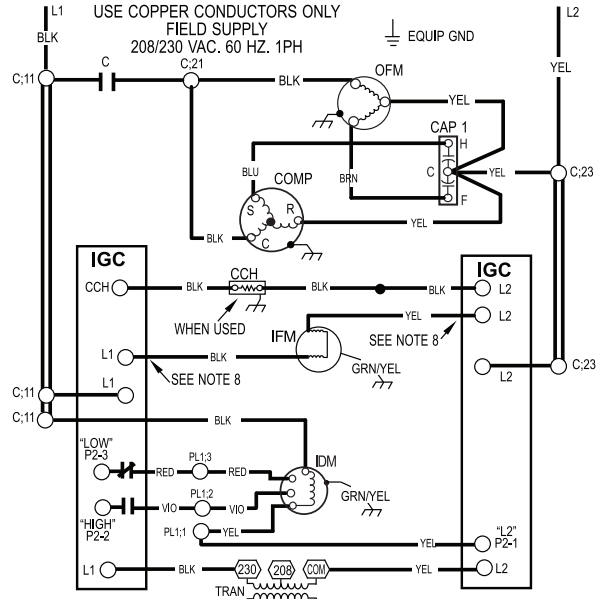 L1
USE COPPER CONDUCTORS ONLY
L2
FIELD SUPPLY
BLK
EQUIP GND
208/230 VAC. 60 HZ. 1PH
C;11
C
C;21
BLK
OFM
YEL
YEL
CAP 1
H
BLU
COMP
BRN
C
YEL
C;23
S
R
F
BLK
C
YEL
IGC
IGC
CCH
BLK
CCH
BLK
BLK
L2
WHEN USED
YEL
L2
IFM
SEE NOTE 8
L1
BLK
GRN/YEL
L2
C;23
SEE NOTE 8
C;11
L1
C;11
BLK
"LOW"
P2-3
RED
PL1;3
RED
IDM
GRN/YEL
VIO
PL1;2
VIO
"HIGH"
P2-2
PL1;1
YEL
YEL
"L2"
P2-1
L1
BLK
230
208
COM
YEL
L2
TRAN